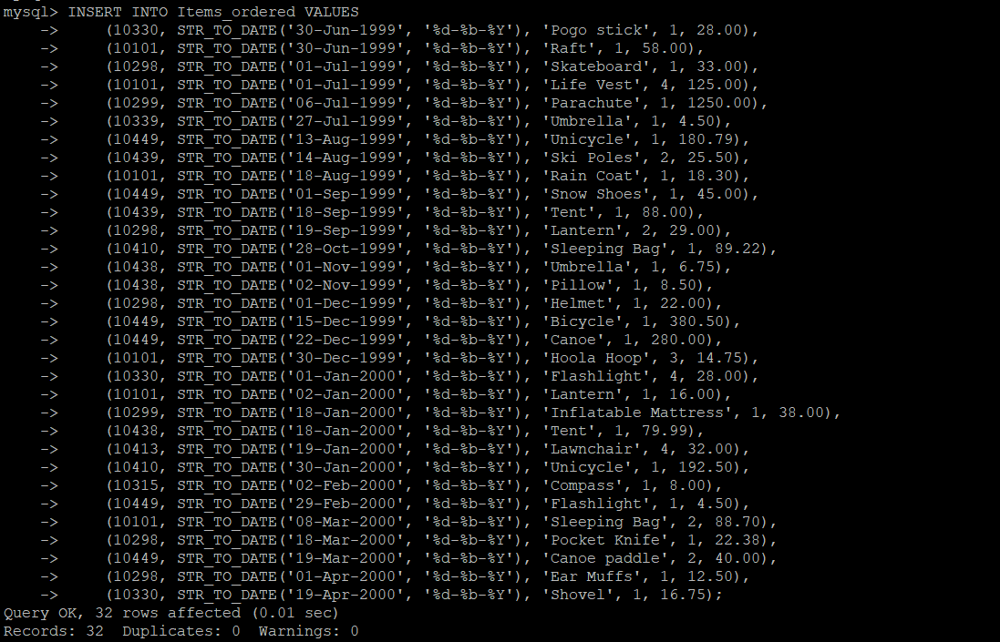 mysql> INSERT INTO Items_ordered VALUES
    ->     (10330, STR_TO_DATE('30-Jun-1999', '%d-%b-%Y'), 'Pogo stick', 1, 28.00),
    ->     (10101, STR_TO_DATE('30-Jun-1999', '%d-%b-%Y'), 'Raft', 1, 58.00),
    ->     (10298, STR_TO_DATE('01-Jul-1999', '%d-%b-%Y'), 'Skateboard', 1, 33.00),
    ->     (10101, STR_TO_DATE('01-Jul-1999', '%d-%b-%Y'), 'Life Vest', 4, 125.00),
    ->     (10299, STR_TO_DATE('06-Jul-1999', '%d-%b-%Y'), 'Parachute', 1, 1250.00),
    ->     (10339, STR_TO_DATE('27-Jul-1999', '%d-%b-%Y'), 'Umbrella', 1, 4.50),
    ->     (10449, STR_TO_DATE('13-Aug-1999', '%d-%b-%Y'), 'Unicycle', 1, 180.79),
    ->     (10439, STR_TO_DATE('14-Aug-1999', '%d-%b-%Y'), 'Ski Poles', 2, 25.50),
    ->     (10101, STR_TO_DATE('18-Aug-1999', '%d-%b-%Y'), 'Rain Coat', 1, 18.30),
    ->     (10449, STR_TO_DATE('01-Sep-1999', '%d-%b-%Y'), 'Snow Shoes', 1, 45.00),
    ->     (10439, STR_TO_DATE('18-Sep-1999', '%d-%b-%Y'), 'Tent', 1, 88.00),
    ->     (10298, STR_TO_DATE('19-Sep-1999', '%d-%b-%Y'), 'Lantern', 2, 29.00),
    ->     (10410, STR_TO_DATE('28-Oct-1999', '%d-%b-%Y'), 'Sleeping Bag', 1, 89.22),
    ->     (10438, STR_TO_DATE('01-Nov-1999', '%d-%b-%Y'), 'Umbrella', 1, 6.75),
    ->     (10438, STR_TO_DATE('02-Nov-1999', '%d-%b-%Y'), 'Pillow', 1, 8.50),
    ->     (10298, STR_TO_DATE('01-Dec-1999', '%d-%b-%Y'), 'Helmet', 1, 22.00),
    ->     (10449, STR_TO_DATE('15-Dec-1999', '%d-%b-%Y'), 'Bicycle', 1, 380.50),
    ->     (10449, STR_TO_DATE('22-Dec-1999', '%d-%b-%Y'), 'Canoe', 1, 280.00),
    ->     (10101, STR_TO_DATE('30-Dec-1999', '%d-%b-%Y'), 'Hoola Hoop', 3, 14.75),
    ->     (10330, STR_TO_DATE('01-Jan-2000', '%d-%b-%Y'), 'Flashlight', 4, 28.00),
    ->     (10101, STR_TO_DATE('02-Jan-2000', '%d-%b-%Y'), 'Lantern', 1, 16.00),
    ->     (10299, STR_TO_DATE('18-Jan-2000', '%d-%b-%Y'), 'Inflatable Mattress', 1, 38.00),
    ->     (10438, STR_TO_DATE('18-Jan-2000', '%d-%b-%Y'), 'Tent', 1, 79.99),
    ->     (10413, STR_TO_DATE('19-Jan-2000', '%d-%b-%Y'), 'Lawnchair', 4, 32.00),
    ->     (10410, STR_TO_DATE('30-Jan-2000', '%d-%b-%Y'), 'Unicycle', 1, 192.50),
    ->     (10315, STR_TO_DATE('02-Feb-2000', '%d-%b-%Y'), 'Compass', 1, 8.00),
    ->     (10449, STR_TO_DATE('29-Feb-2000', '%d-%b-%Y'), 'Flashlight', 1, 4.50),
    ->     (10101, STR_TO_DATE('08-Mar-2000', '%d-%b-%Y'), 'Sleeping Bag', 2, 88.70),
    ->     (10298, STR_TO_DATE('18-Mar-2000', '%d-%b-%Y'), 'Pocket Knife', 1, 22.38),
    ->     (10449, STR_TO_DATE('19-Mar-2000', '%d-%b-%Y'), 'Canoe paddle', 2, 40.00),
    ->     (10298, STR_TO_DATE('01-Apr-2000', '%d-%b-%Y'), 'Ear Muffs', 1, 12.50),
    ->     (10330, STR_TO_DATE('19-Apr-2000', '%d-%b-%Y'), 'Shovel', 1, 16.75);
Query OK, 32 rows affected (0.01 sec)
Records: 32  Duplicates: 0  Warnings: 0